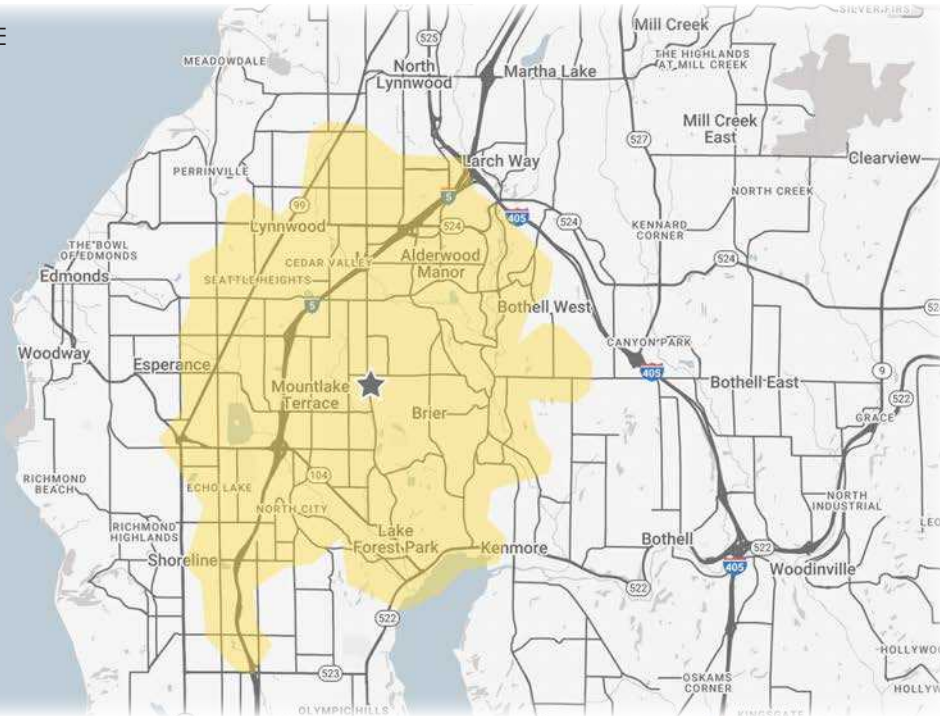 SILVER FIRS
Mill Creek
525
MEADOWDALE
North
Lynnwood
Martha Lake
THE HIGHLANDS
AT MILL CREEK
Mill Creek
East
527
Larch Way
Clearview
PERRINVILLE
NORTH CREEK
5
99
405
Lynnwood
524
524
KENNARD
CORNER
THE BOWL
OF EDMONDS
CEDAR VALLEY
Alderwood
Manor
524
Edmonds
SEATTLE HEIGHTS
5
Bothell West
CANYON PARK
Woodway
Esperance
405
9
Mountlake
Terrace
Bothell East
522
Brier
GRACE
104
RICHMOND
BEACH
ECHO LAKE
NORTH
INDUSTRIAL
NORTH CITY
RICHMOND
HIGHLANDS
Lake
Forest Park
Kenmore
Bothell
522
Shoreline
405
Woodinville
522
522
523
OSKAMS
CORNER
OLYMPIC HILLS
KINGSGATE